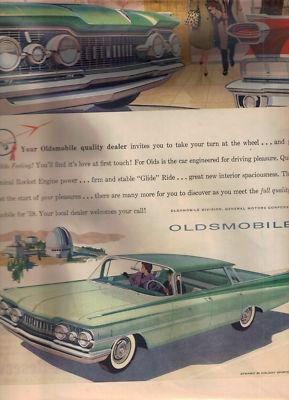 Your Oldsmobile quality dealer invites you to take your turn at the wheel . . . and
Feeling! You'll find it's love at first touch! For Olds is the car engineered for driving pleasure.
Rocket Engine power . . . firm and stable "Glide" Ride . . . great new interior spaciousness.
start of your pleasure . . . there are many more for you to discover as you meet the full quality
for '59. Your local dealer welcomes your call!
OLDSMOBILE DIVISION, GENERAL MOTORS
OLDSMOBILE
HOLIDAY